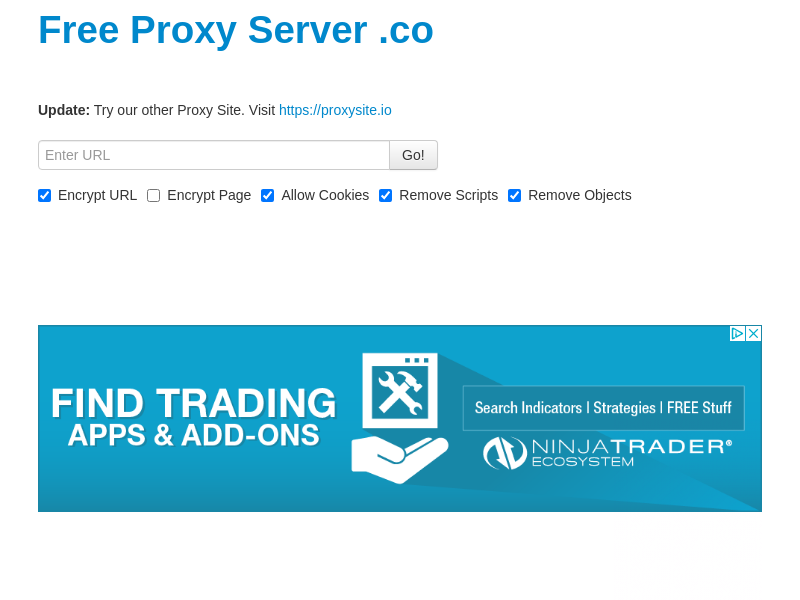 Free Proxy Server .co
Update: Try our other Proxy Site. Visit https://proxysite.io
Enter URL
Go!
Encrypt URL
Encrypt Page
Allow Cookies
Remove Scripts
Remove Objects
FIND TRADING
APPS & ADD-ONS
Search Indicators | Strategies | FREE Stuff
NINJATRADER®
ECOSYSTEM